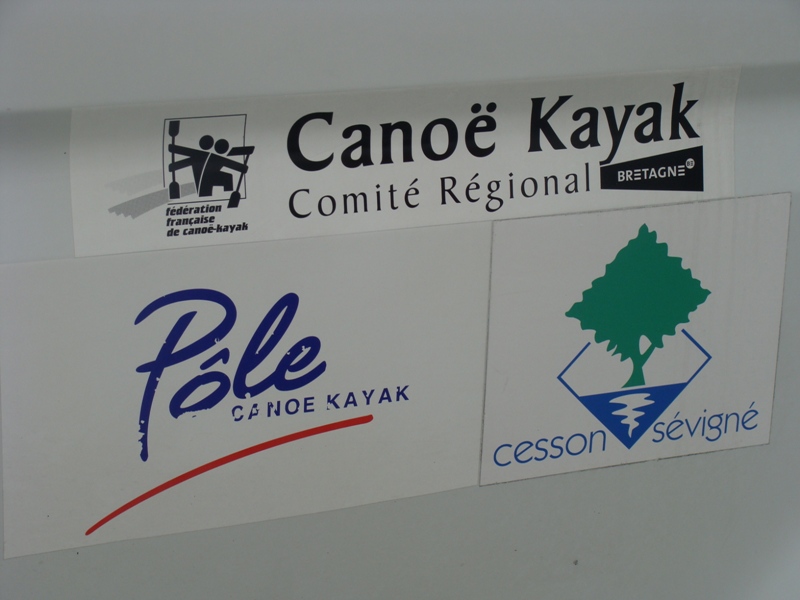 Canoë Kayak
Comité Régional BRETAGNE
fédération
française
de canoë-kayak
Pôle
CANOE KAYAK
cesson sévigné